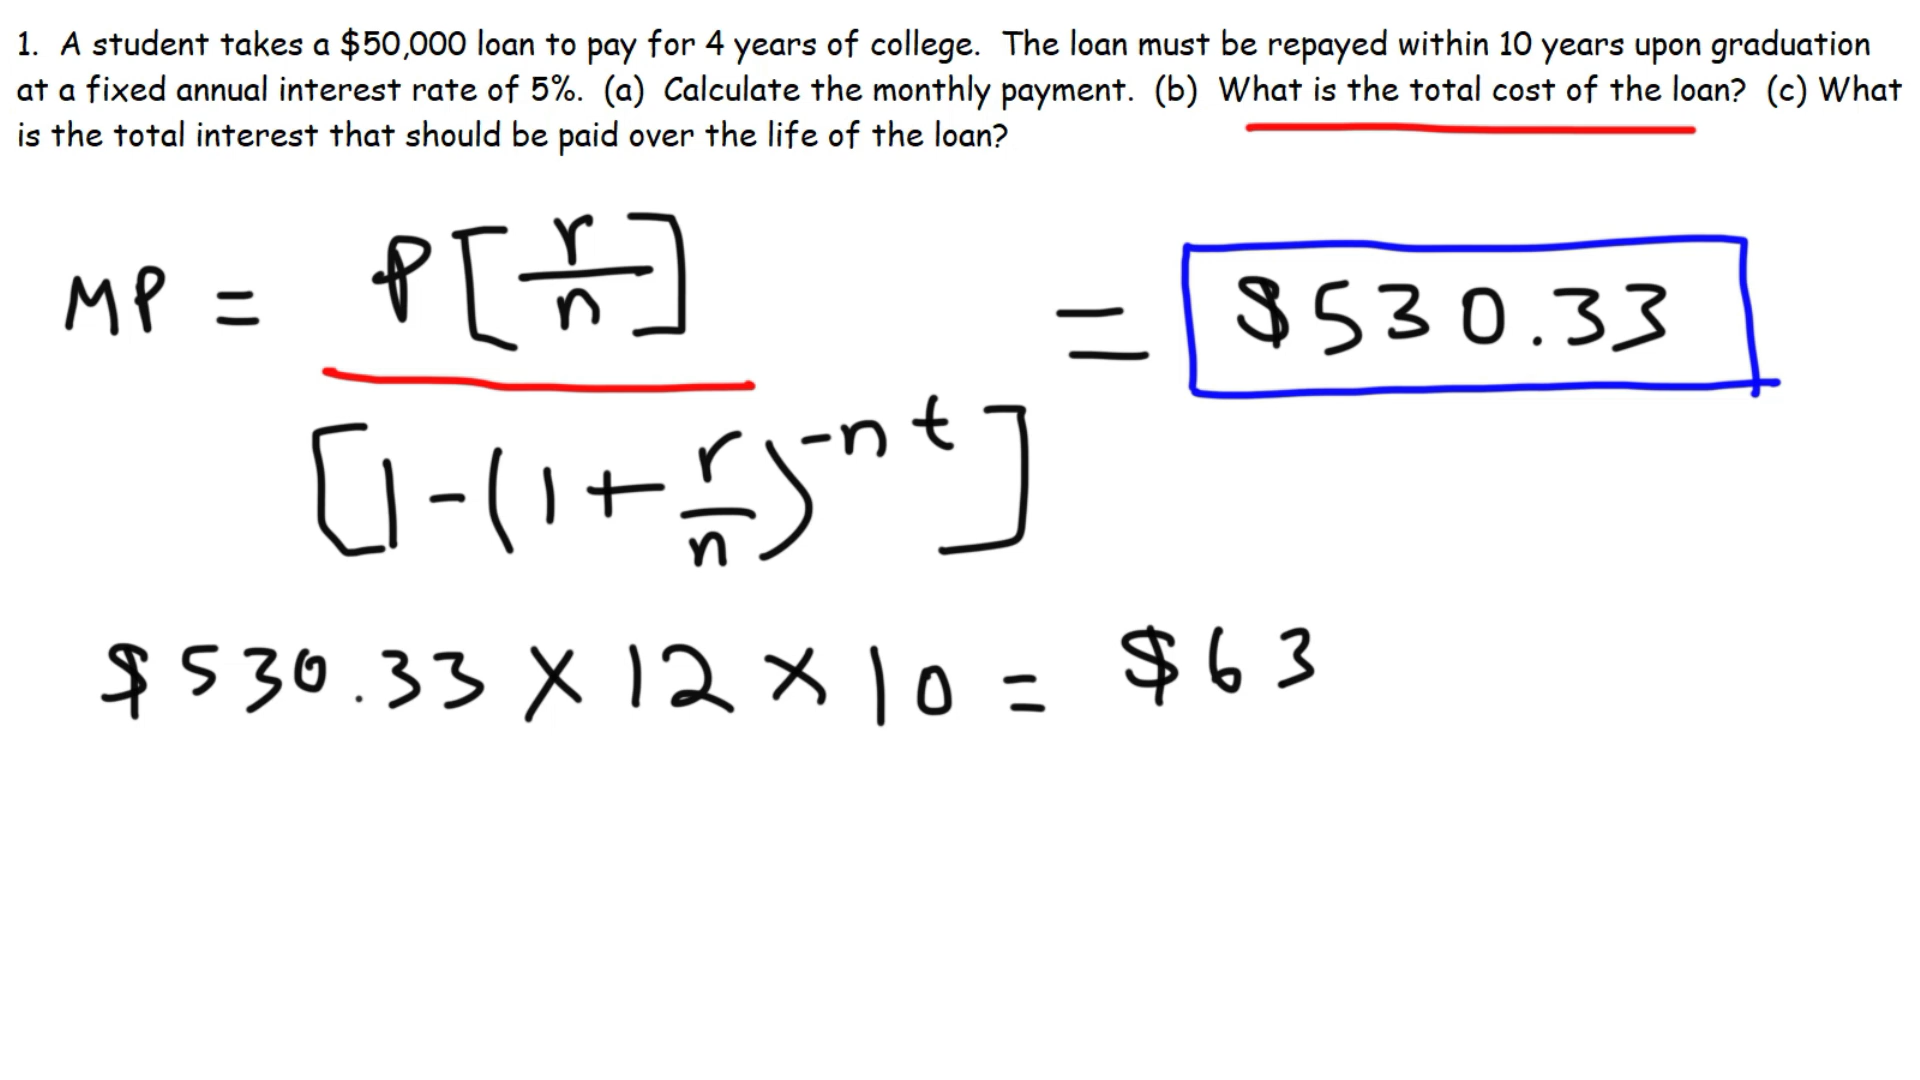 1. A student takes a $50,000 loan to pay for 4 years of college. The loan must be repayed within 10 years upon graduation
at a fixed annual interest rate of 5%. (a) Calculate the monthly payment. (b) What is the total cost of the loan? (c) What
is the total interest that should be paid over the life of the loan?
MP = P[r/n] / [1-(1+r/n)^-nt] = $530.33
$530.33 × 12 × 10 = $63